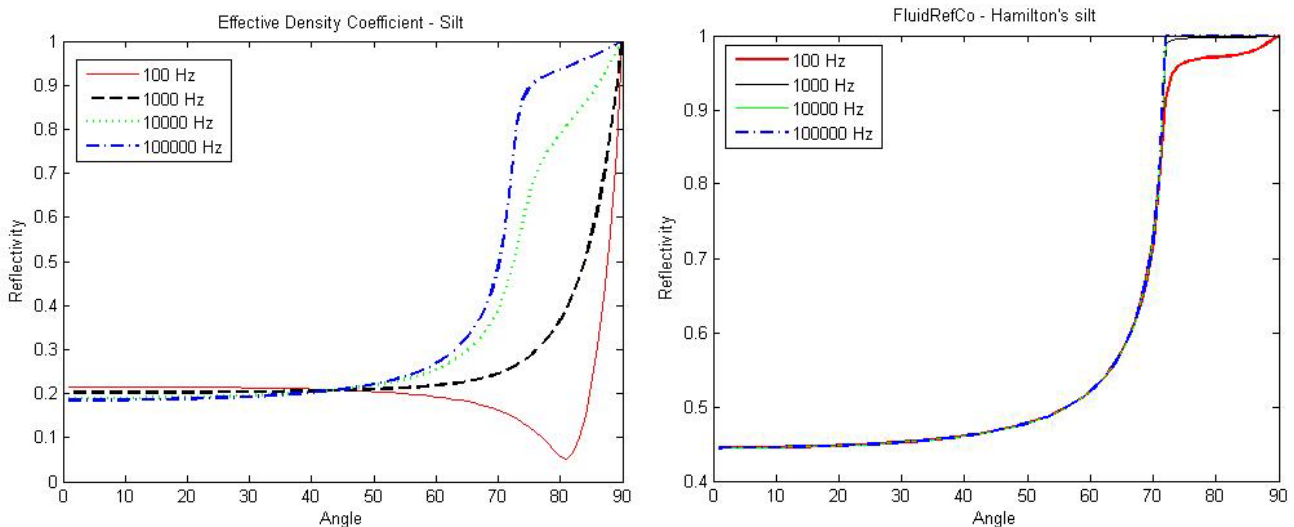 Effective Density Coefficient - Silt
1
0.9
0.8
0.7
0.6
0.5
0.4
0.3
0.2
0.1
0
Reflectivity
100 Hz
1000 Hz
10000 Hz
100000 Hz
0 10 20 30 40 50 60 70 80 90
Angle
FluidRefCo - Hamilton's silt
1
0.9
0.8
0.7
0.6
0.5
0.4
Reflectivity
100 Hz
1000 Hz
10000 Hz
100000 Hz
0 10 20 30 40 50 60 70 80 90
Angle